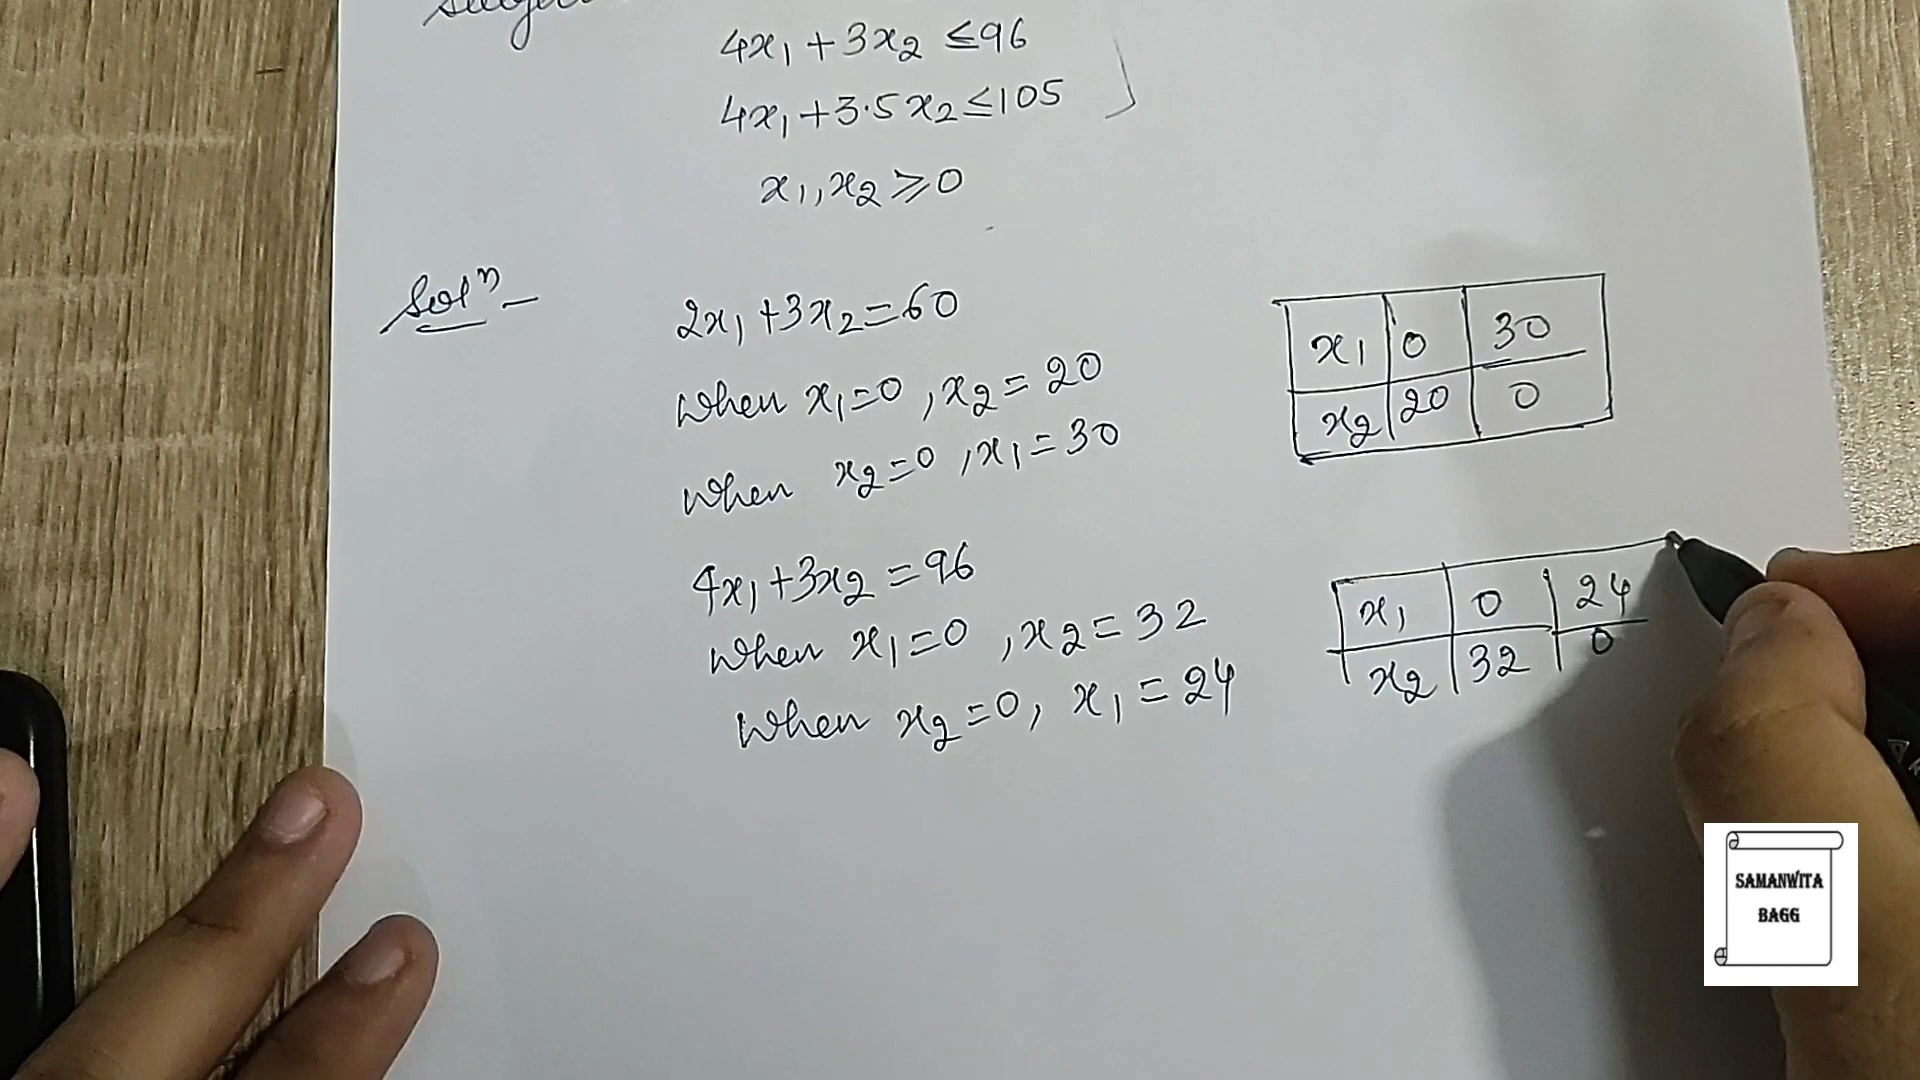 4x₁ + 3x₂ ≤ 96
4x₁ + 3.5x₂ ≤ 105
x₁, x₂ ⩾ 0
Solⁿ -
2x₁ + 3x₂ = 60
When x₁ = 0, x₂ = 20
When x₂ = 0, x₁ = 30
x₁ 0 30
x₂ 20 0
4x₁ + 3x₂ = 96
When x₁ = 0, x₂ = 32
When x₂ = 0, x₁ = 24
x₁ 0 24
x₂ 32 0
SAMANWITA
BAGG